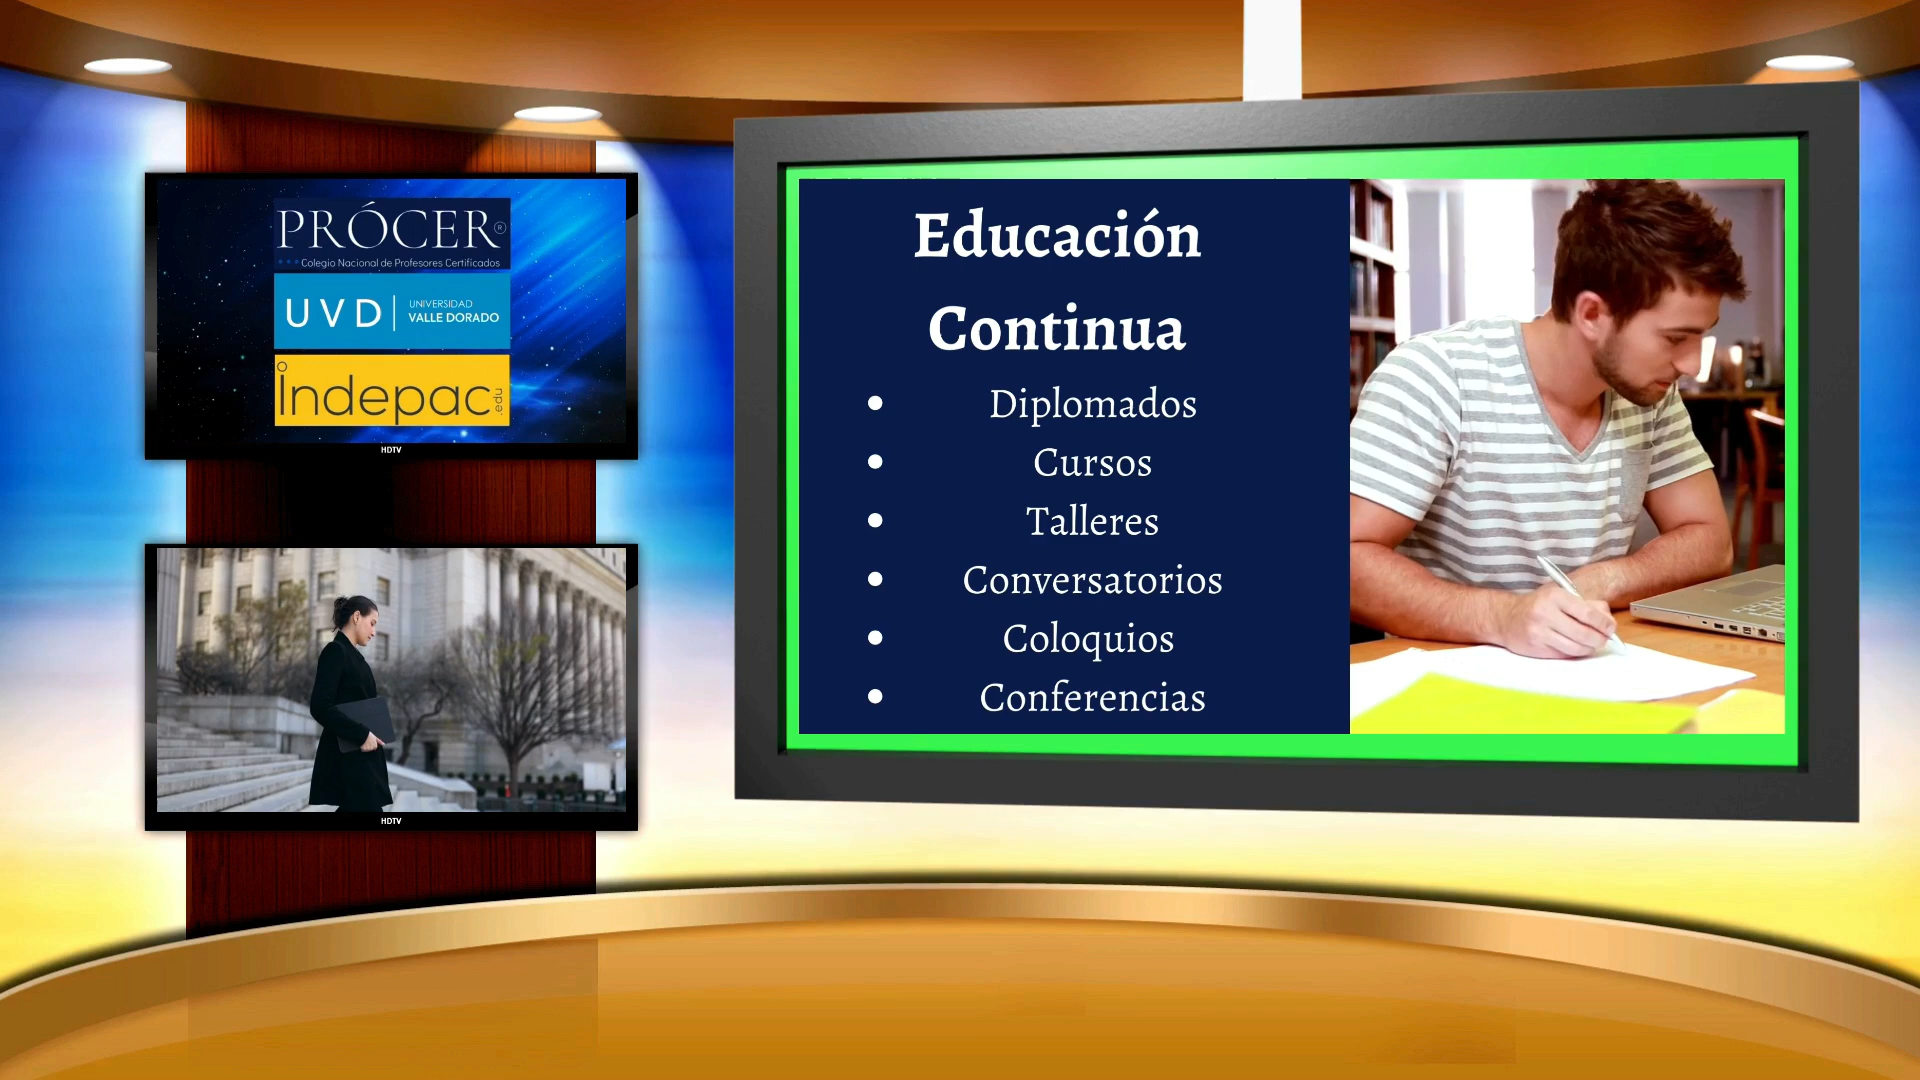 PRÓCER®
Colegio Nacional de Profesores Certificados
UVD
UNIVERSIDAD
VALLE DORADO
indepac.edu
HDTV
HDTV
Educación
Continua
• Diplomados
• Cursos
• Talleres
• Conversatorios
• Coloquios
• Conferencias